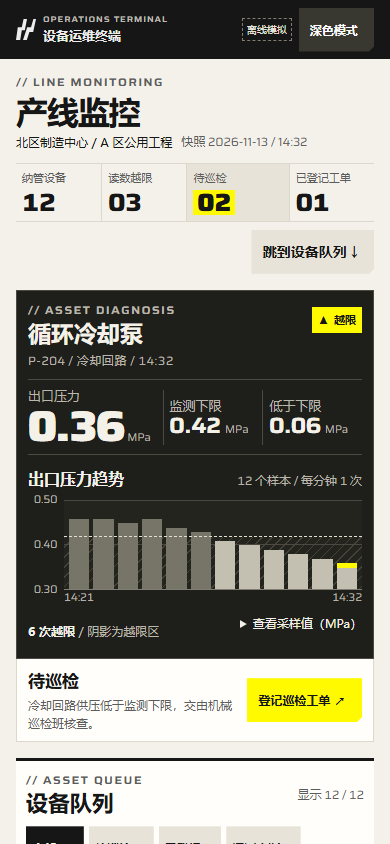 OPERATIONS TERMINAL
设备运维终端
离线模拟
深色模式
// LINE MONITORING
产线监控
北区制造中心 / A 区公用工程 快照 2026-11-13 / 14:32
纳管设备 读数越限 待巡检 已登记工单
12 03 02 01
跳到设备队列 ↓
// ASSET DIAGNOSIS
循环冷却泵
▲ 越限
P-204 / 冷却回路 / 14:32
出口压力 监测下限 低于下限
0.36 MPa 0.42 MPa 0.06 MPa
出口压力趋势 12 个样本 / 每分钟 1 次
0.50
0.40
0.30
14:21 14:32
▶ 查看采样值（MPa）
6 次越限 / 阴影为越限区
待巡检
冷却回路供压低于监测下限，交由机械
巡检班核查。
登记巡检工单 ↗
// ASSET QUEUE
设备队列
显示 12 / 12